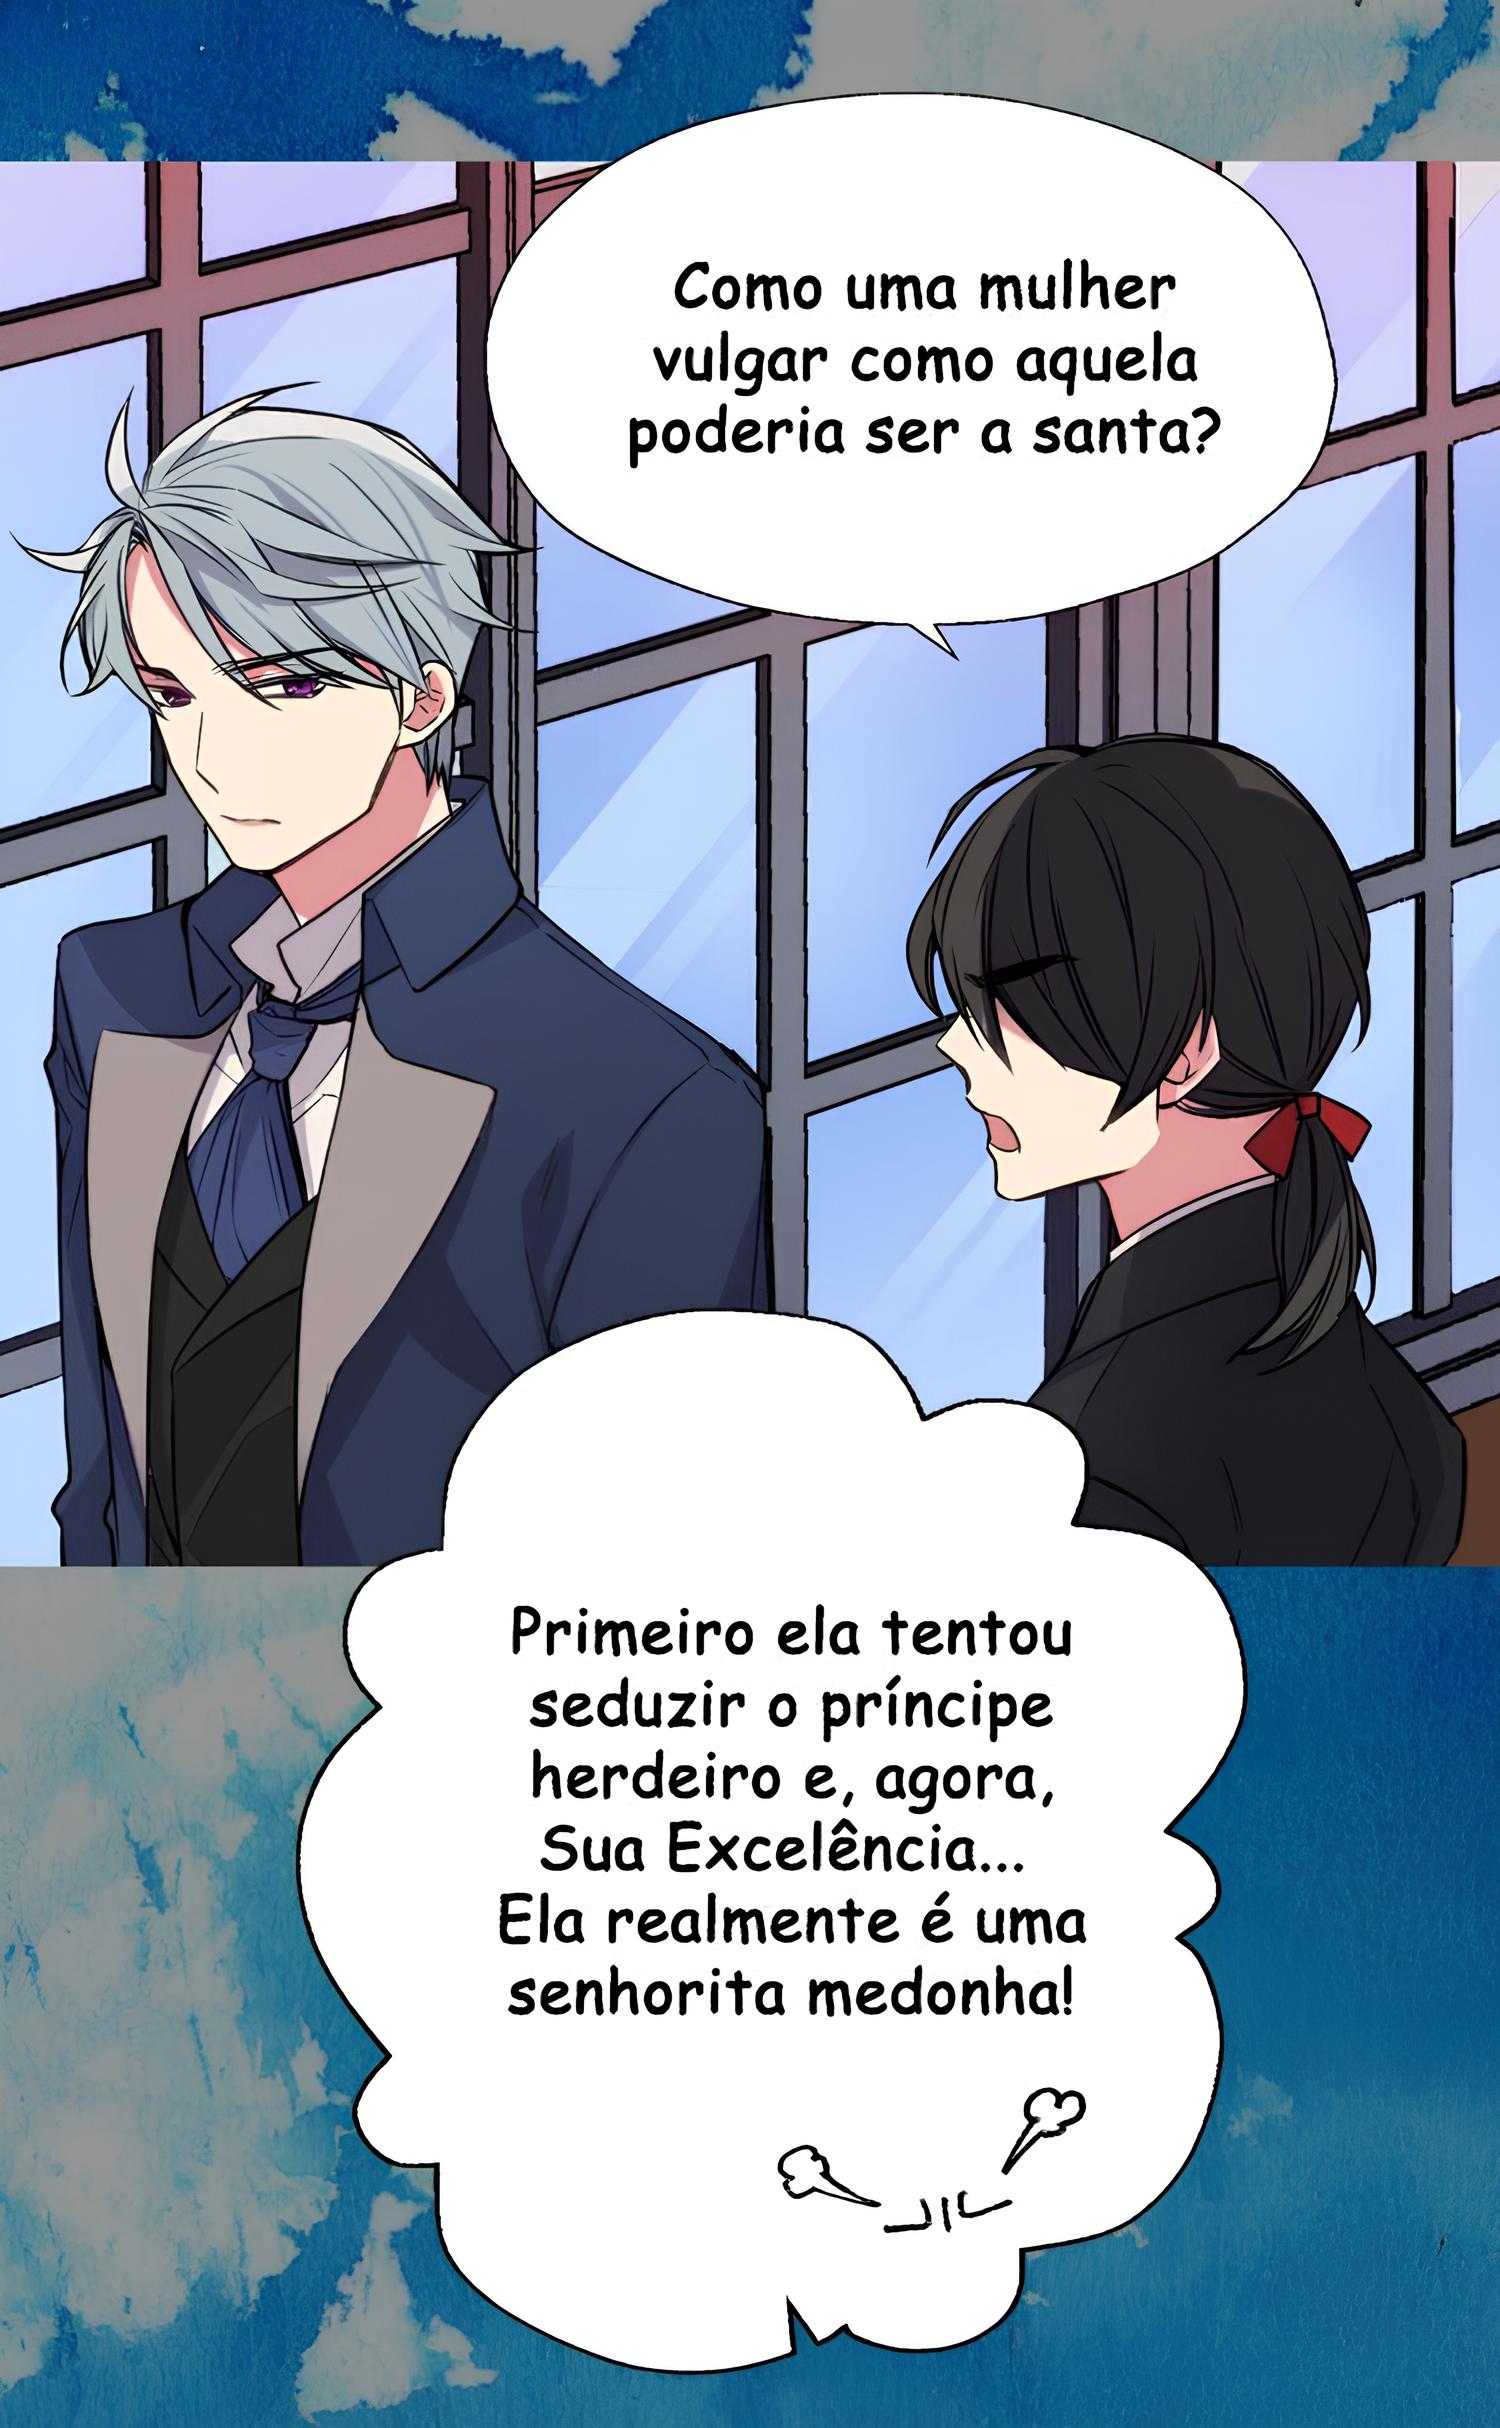 Como uma mulher
vulgar como aquela
poderia ser a santa?
Primeiro ela tentou
seduzir o príncipe
herdeiro e, agora,
Sua Excelência...
Ela realmente é uma
senhorita medonha!